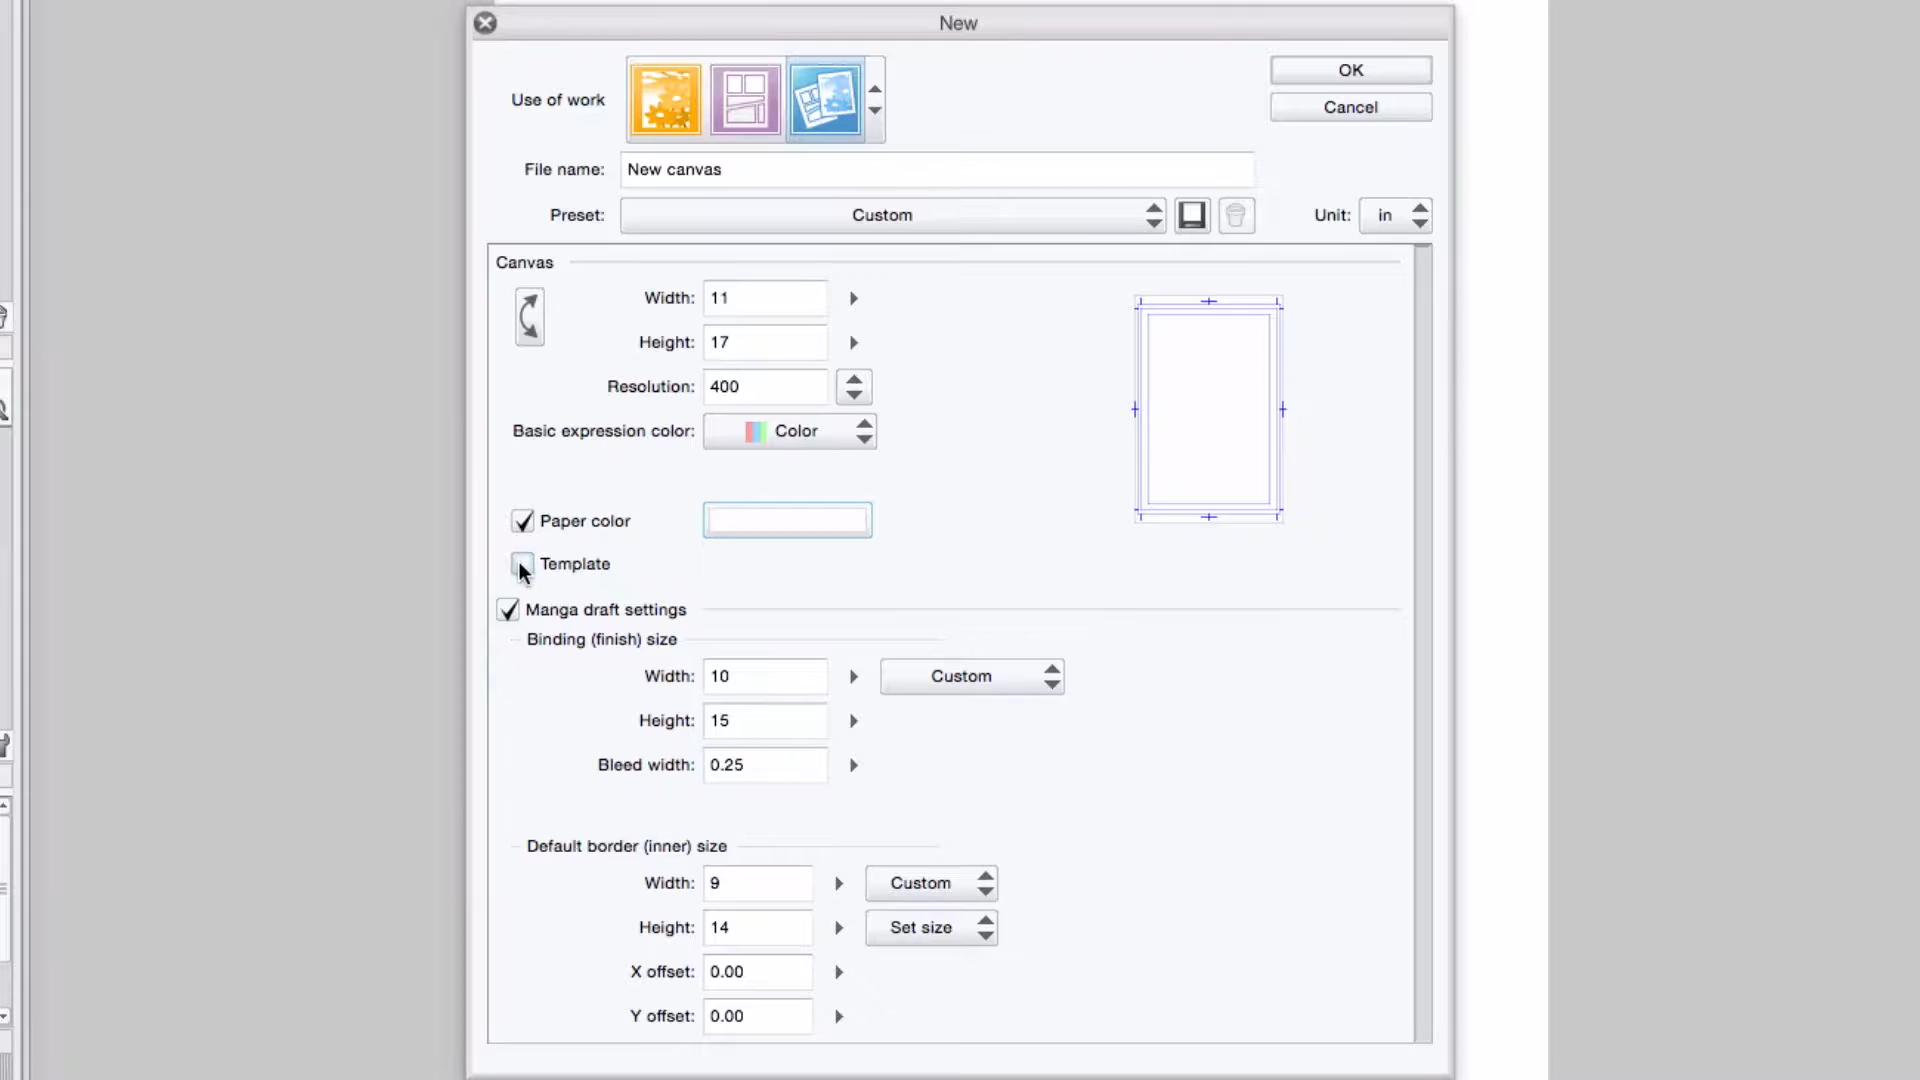 New
Use of work
OK
Cancel
File name: New canvas
Preset: Custom Unit: in
Canvas
Width: 11
Height: 17
Resolution: 400
Basic expression color: Color
Paper color
Template
Manga draft settings
Binding (finish) size
Width: 10 Custom
Height: 15
Bleed width: 0.25
Default border (inner) size
Width: 9 Custom
Height: 14 Set size
X offset: 0.00
Y offset: 0.00